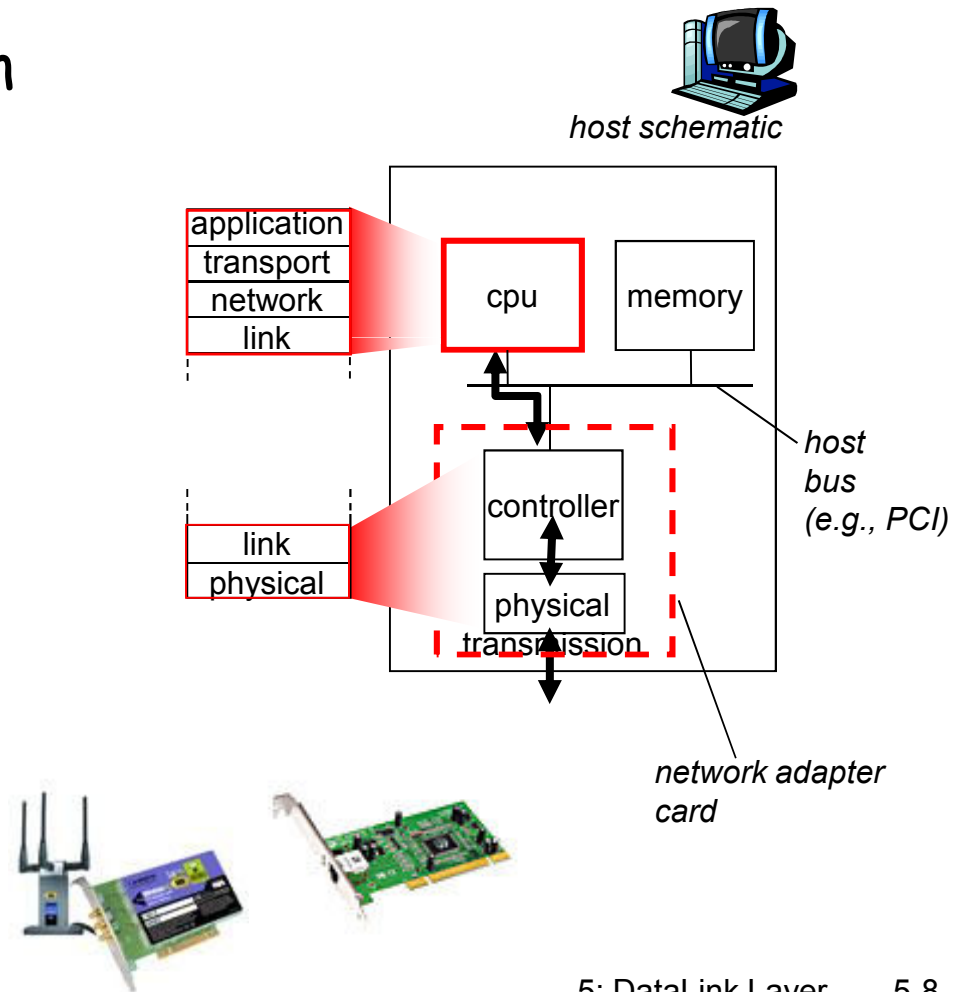 n
host schematic
application
transport
network
link
cpu
memory
host
bus
(e.g., PCI)
controller
link
physical
physical
transmission
network adapter
card
5: DataLink Layer 5-8